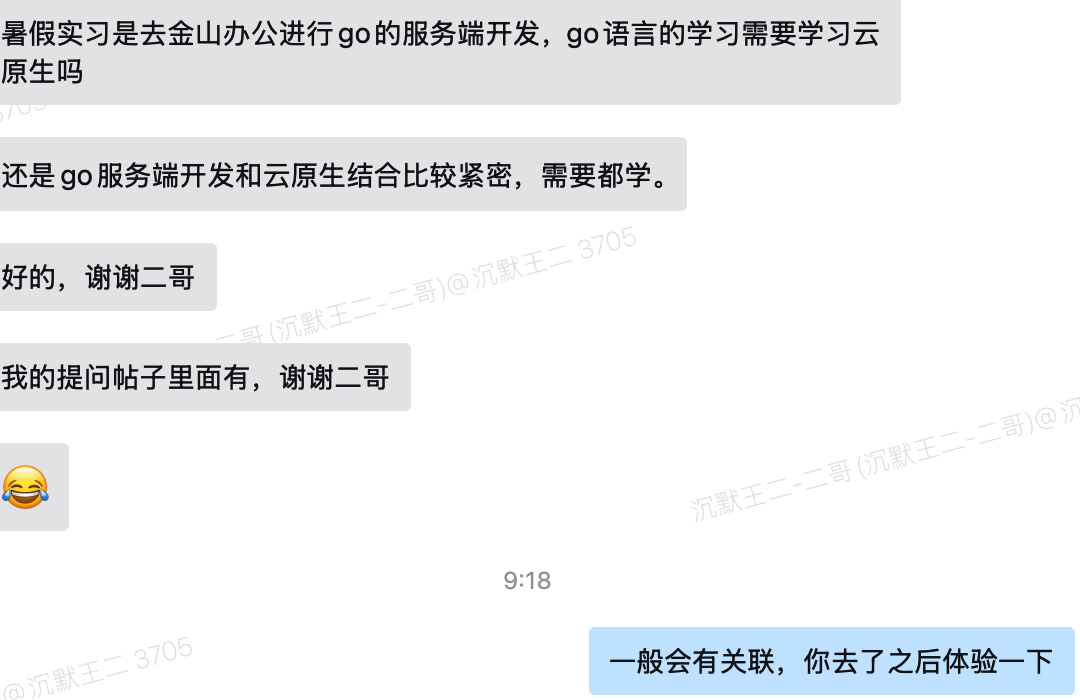 暑假实习是去金山办公进行go的服务端开发，go语言的学习需要学习云
原生吗
3705
还是go服务端开发和云原生结合比较紧密，需要都学。
好的，谢谢二哥
二哥(沉默王二-二哥)@沉默王二 3705
我的提问帖子里面有，谢谢二哥
沉默王二-二哥(沉默王二-二哥)@沉
😂
9:18
@沉默王二 3705
一般会有关联，你去了之后体验一下